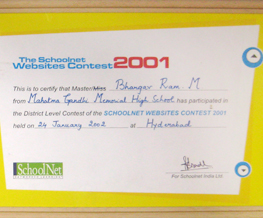 The Schoolnet
Websites Contest 2001
This is to certify that Master/Miss Bhargav Ram. M
from Mahatma Gandhi Memorial High School has participated in
the District Level Contest of the SCHOOLNET WEBSITES CONTEST 2001
held on 24 January 2002 at Hyderabad
SchoolNet
For Schoolnet India Ltd.